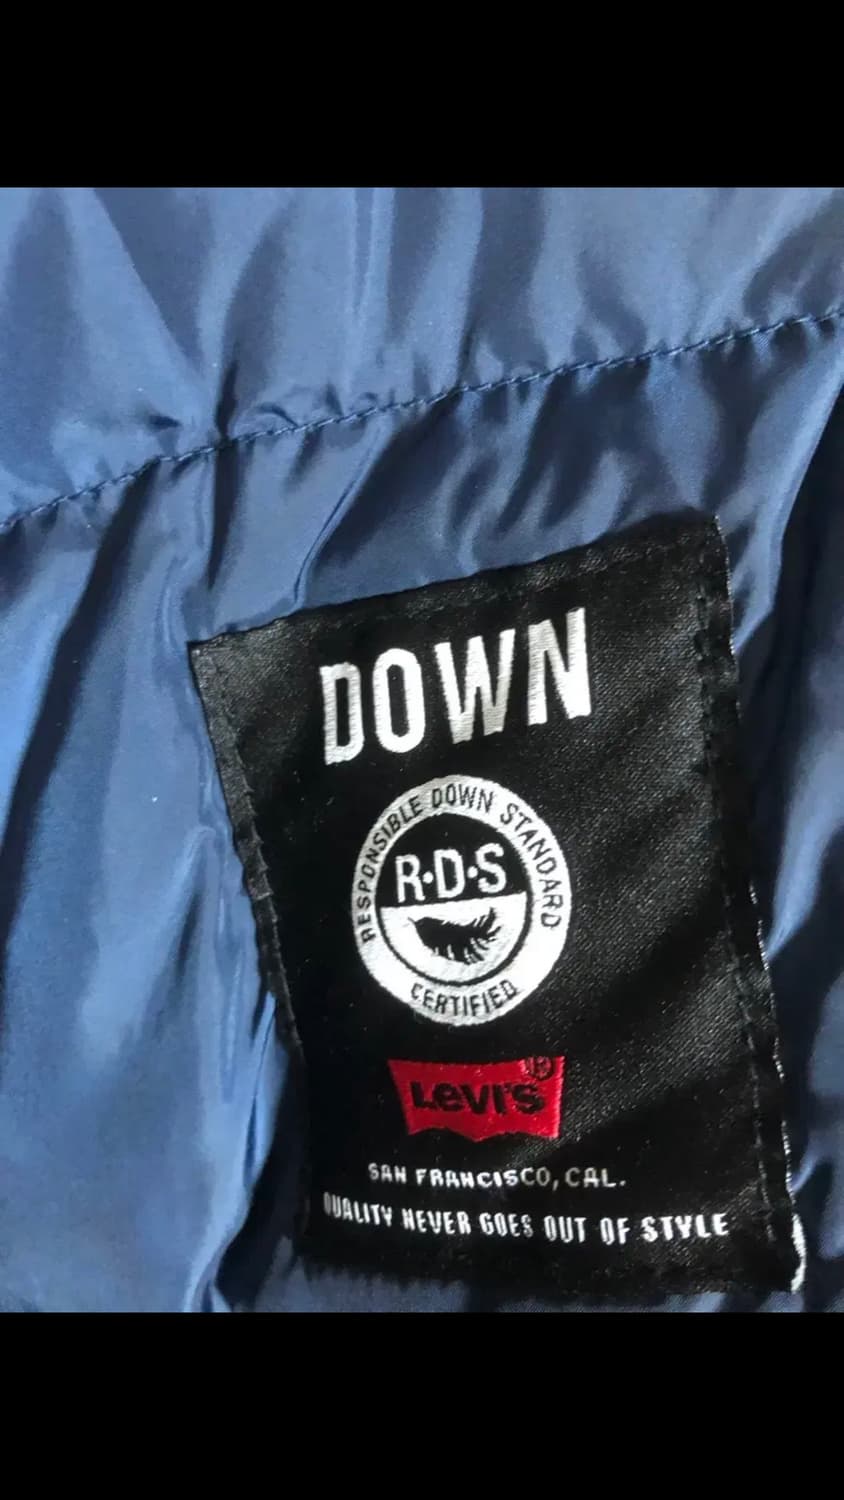 DOWN
RESPONSIBLE DOWN STANDARD
R·D·S
CERTIFIED
Levi's®
SAN FRANCISCO, CAL.
QUALITY NEVER GOES OUT OF STYLE